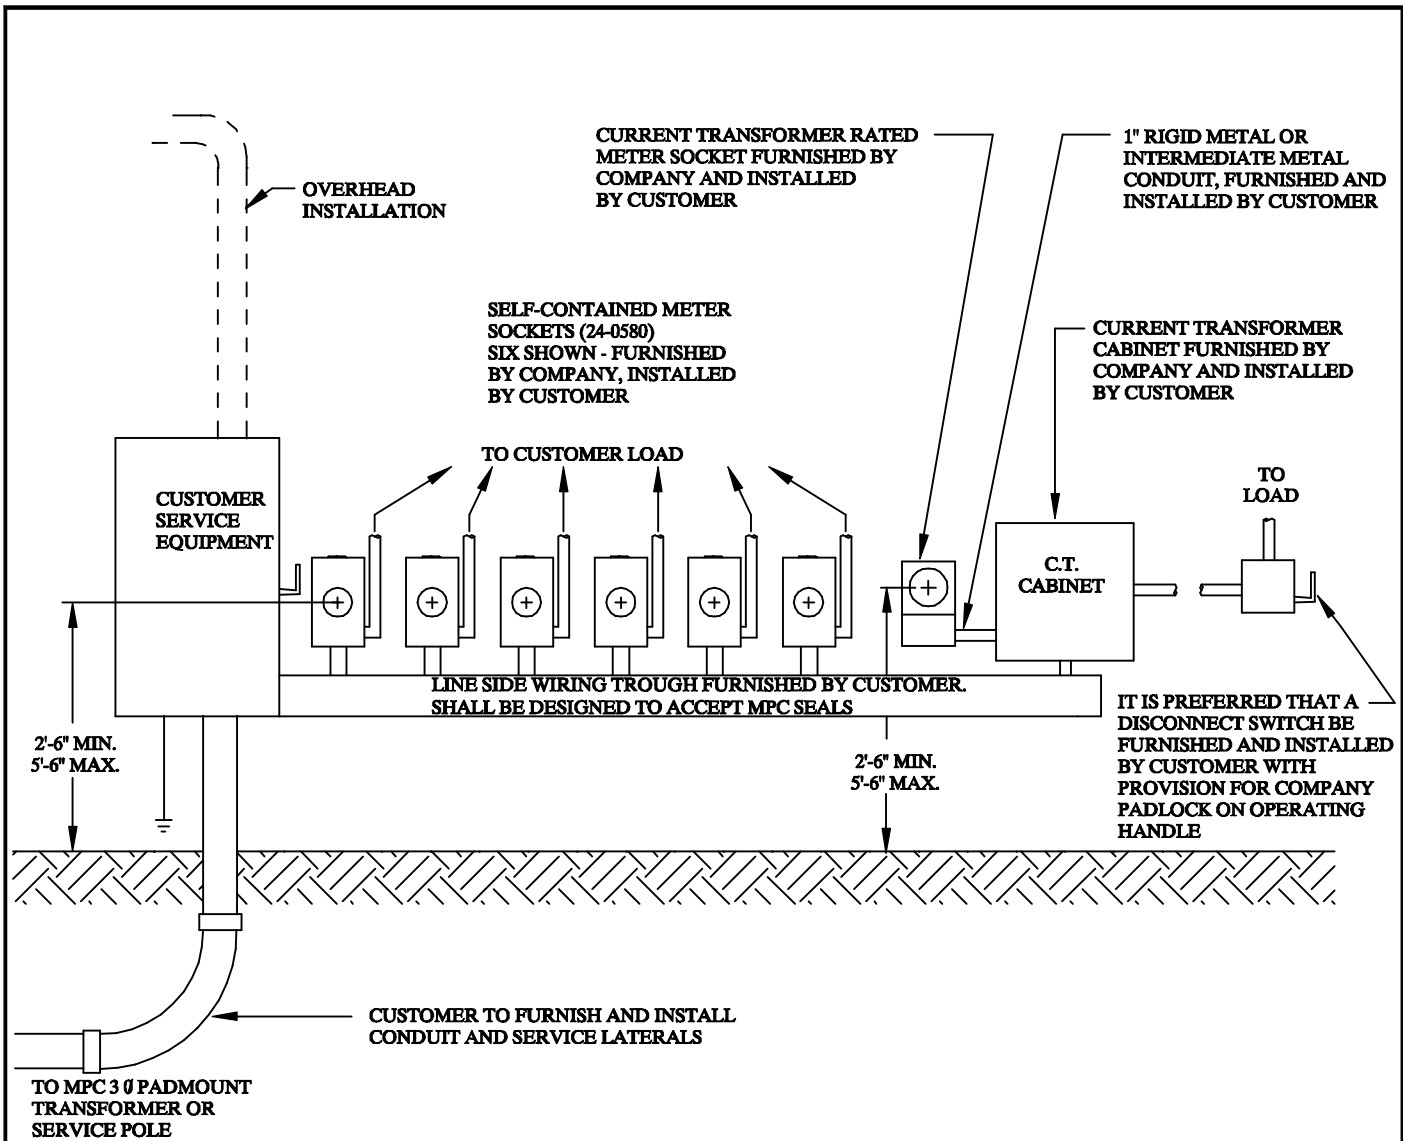 CURRENT TRANSFORMER RATED
METER SOCKET FURNISHED BY
COMPANY AND INSTALLED
BY CUSTOMER
1" RIGID METAL OR
INTERMEDIATE METAL
CONDUIT, FURNISHED AND
INSTALLED BY CUSTOMER
OVERHEAD
INSTALLATION
SELF-CONTAINED METER
SOCKETS (24-0580)
SIX SHOWN - FURNISHED
BY COMPANY, INSTALLED
BY CUSTOMER
CURRENT TRANSFORMER
CABINET FURNISHED BY
COMPANY AND INSTALLED
BY CUSTOMER
TO CUSTOMER LOAD
TO
LOAD
CUSTOMER
SERVICE
EQUIPMENT
C.T.
CABINET
LINE SIDE WIRING TROUGH FURNISHED BY CUSTOMER.
SHALL BE DESIGNED TO ACCEPT MPC SEALS
2'-6" MIN.
5'-6" MAX.
2'-6" MIN.
5'-6" MAX.
IT IS PREFERRED THAT A
DISCONNECT SWITCH BE
FURNISHED AND INSTALLED
BY CUSTOMER WITH
PROVISION FOR COMPANY
PADLOCK ON OPERATING
HANDLE
CUSTOMER TO FURNISH AND INSTALL
CONDUIT AND SERVICE LATERALS
TO MPC 3 Ø PADMOUNT
TRANSFORMER OR
SERVICE POLE